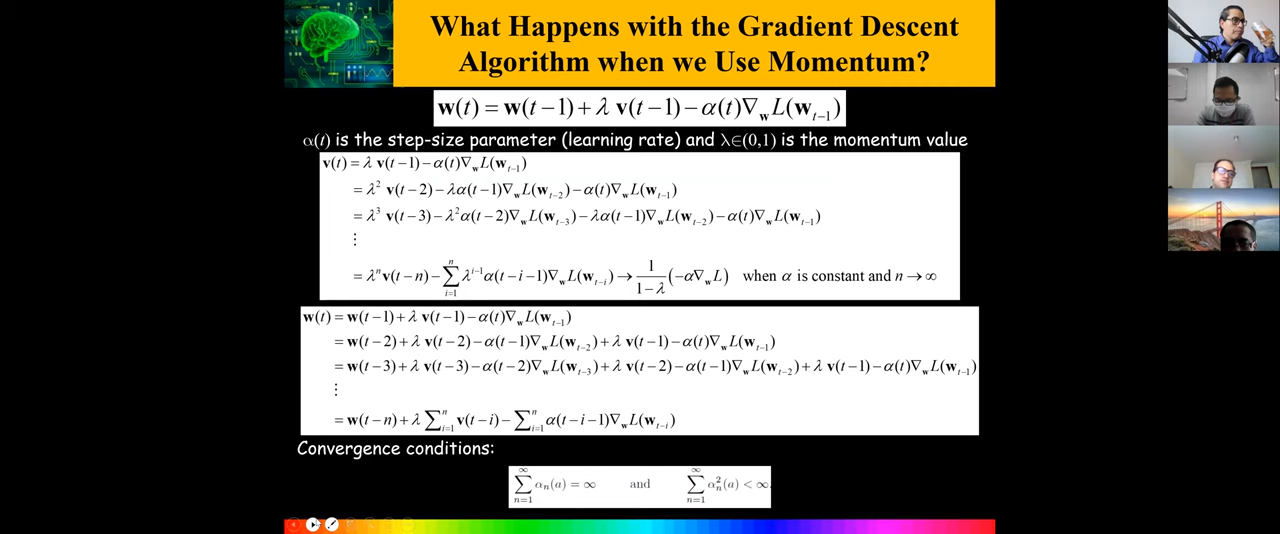 What Happens with the Gradient Descent
Algorithm when we Use Momentum?
w(t) = w(t−1) + λ v(t−1) − α(t)∇_w L(w_{t−1})
α(t) is the step-size parameter (learning rate) and λ∈(0,1) is the momentum value
v(t) = λ v(t−1) − α(t)∇_w L(w_{t−1})
= λ² v(t−2) − λα(t−1)∇_w L(w_{t−2}) − α(t)∇_w L(w_{t−1})
= λ³ v(t−3) − λ²α(t−2)∇_w L(w_{t−3}) − λα(t−1)∇_w L(w_{t−2}) − α(t)∇_w L(w_{t−1})
⋮
= λⁿ v(t−n) − ∑_{i=1}^{n} λ^{i−1} α(t−i−1)∇_w L(w_{t−i}) → 1/(1−λ) (−α∇_w L) when α is constant and n → ∞
w(t) = w(t−1) + λ v(t−1) − α(t)∇_w L(w_{t−1})
= w(t−2) + λ v(t−2) − α(t−1)∇_w L(w_{t−2}) + λ v(t−1) − α(t)∇_w L(w_{t−1})
= w(t−3) + λ v(t−3) − α(t−2)∇_w L(w_{t−3}) + λ v(t−2) − α(t−1)∇_w L(w_{t−2}) + λ v(t−1) − α(t)∇_w L(w_{t−1})
⋮
= w(t−n) + λ ∑_{i=1}^{n} v(t−i) − ∑_{i=1}^{n} α(t−i−1)∇_w L(w_{t−i})
Convergence conditions:
∑_{n=1}^{∞} α_n(a) = ∞ and ∑_{n=1}^{∞} α_n²(a) < ∞.